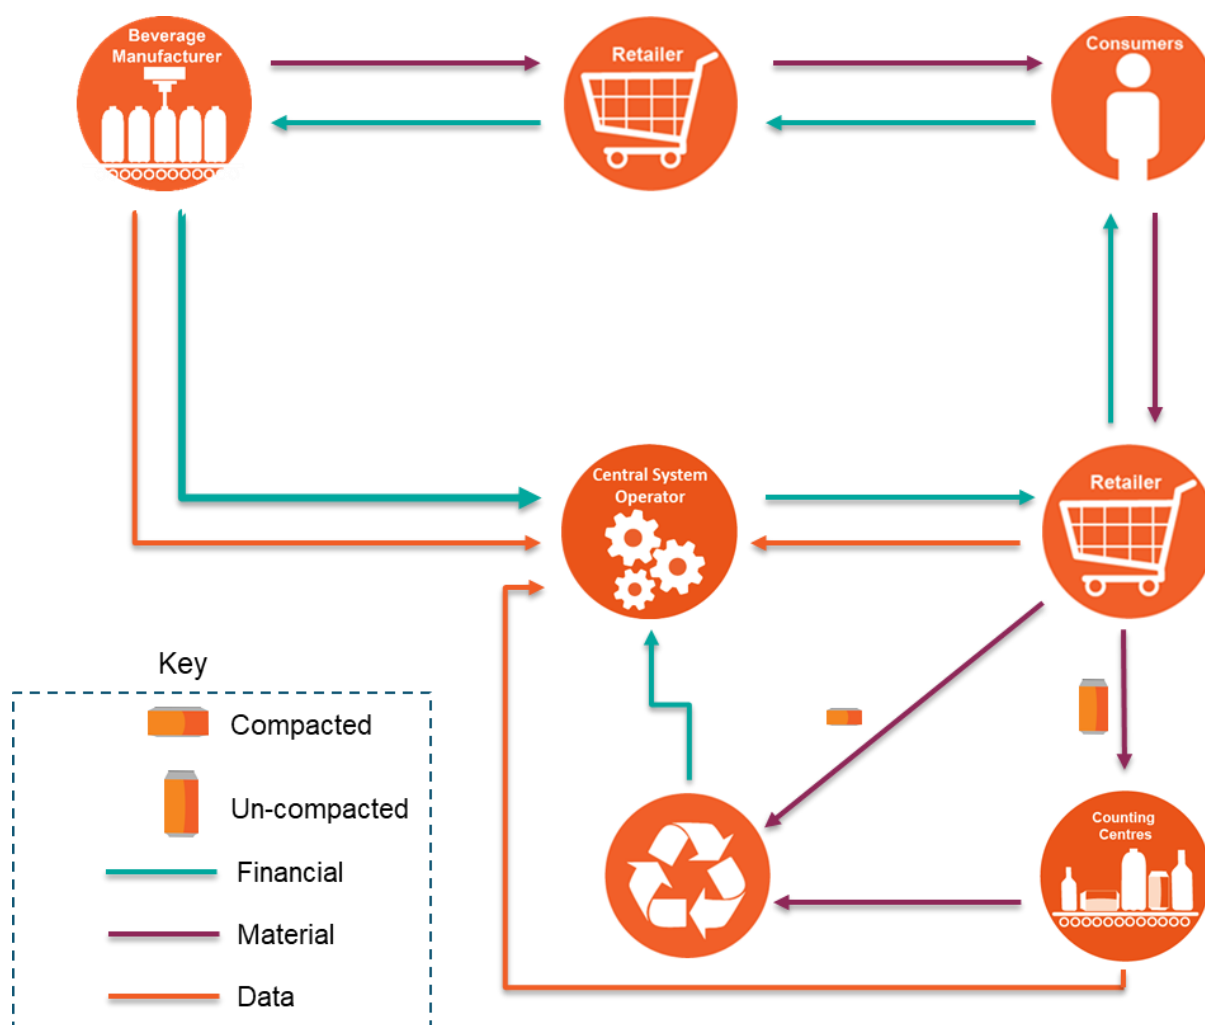 Beverage
Manufacturer
Retailer
Consumers
Central System
Operator
Retailer
Key
Compacted
Un-compacted
Financial
Material
Data
Counting
Centres